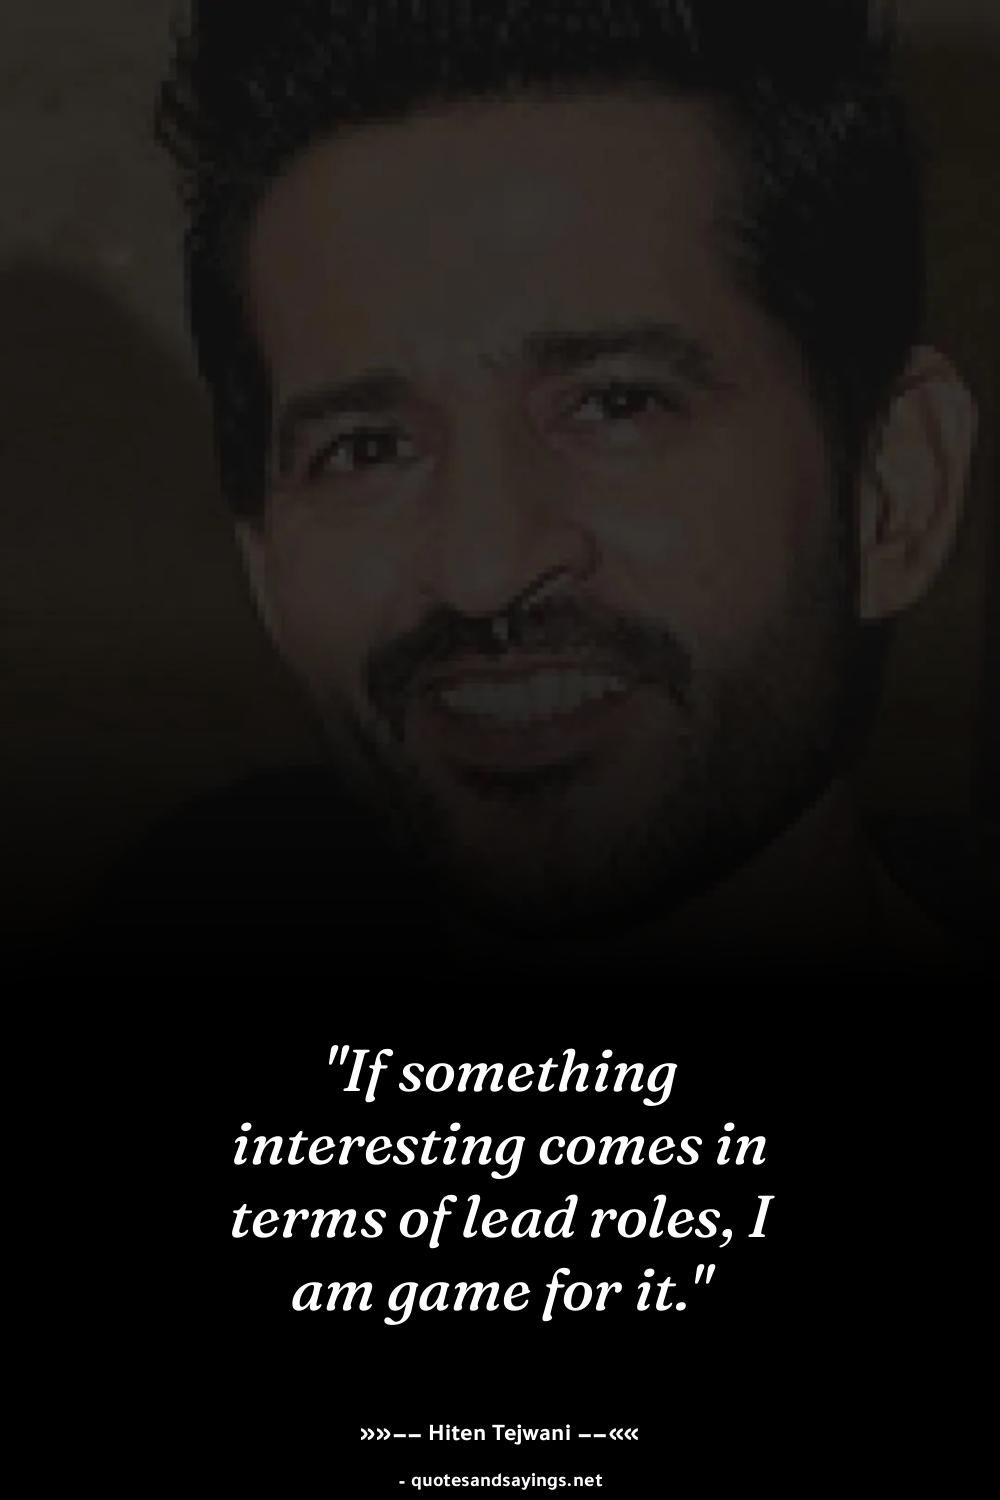 "If something
interesting comes in
terms of lead roles, I
am game for it."
»»−− Hiten Tejwani −−««
- quotesandsayings.net